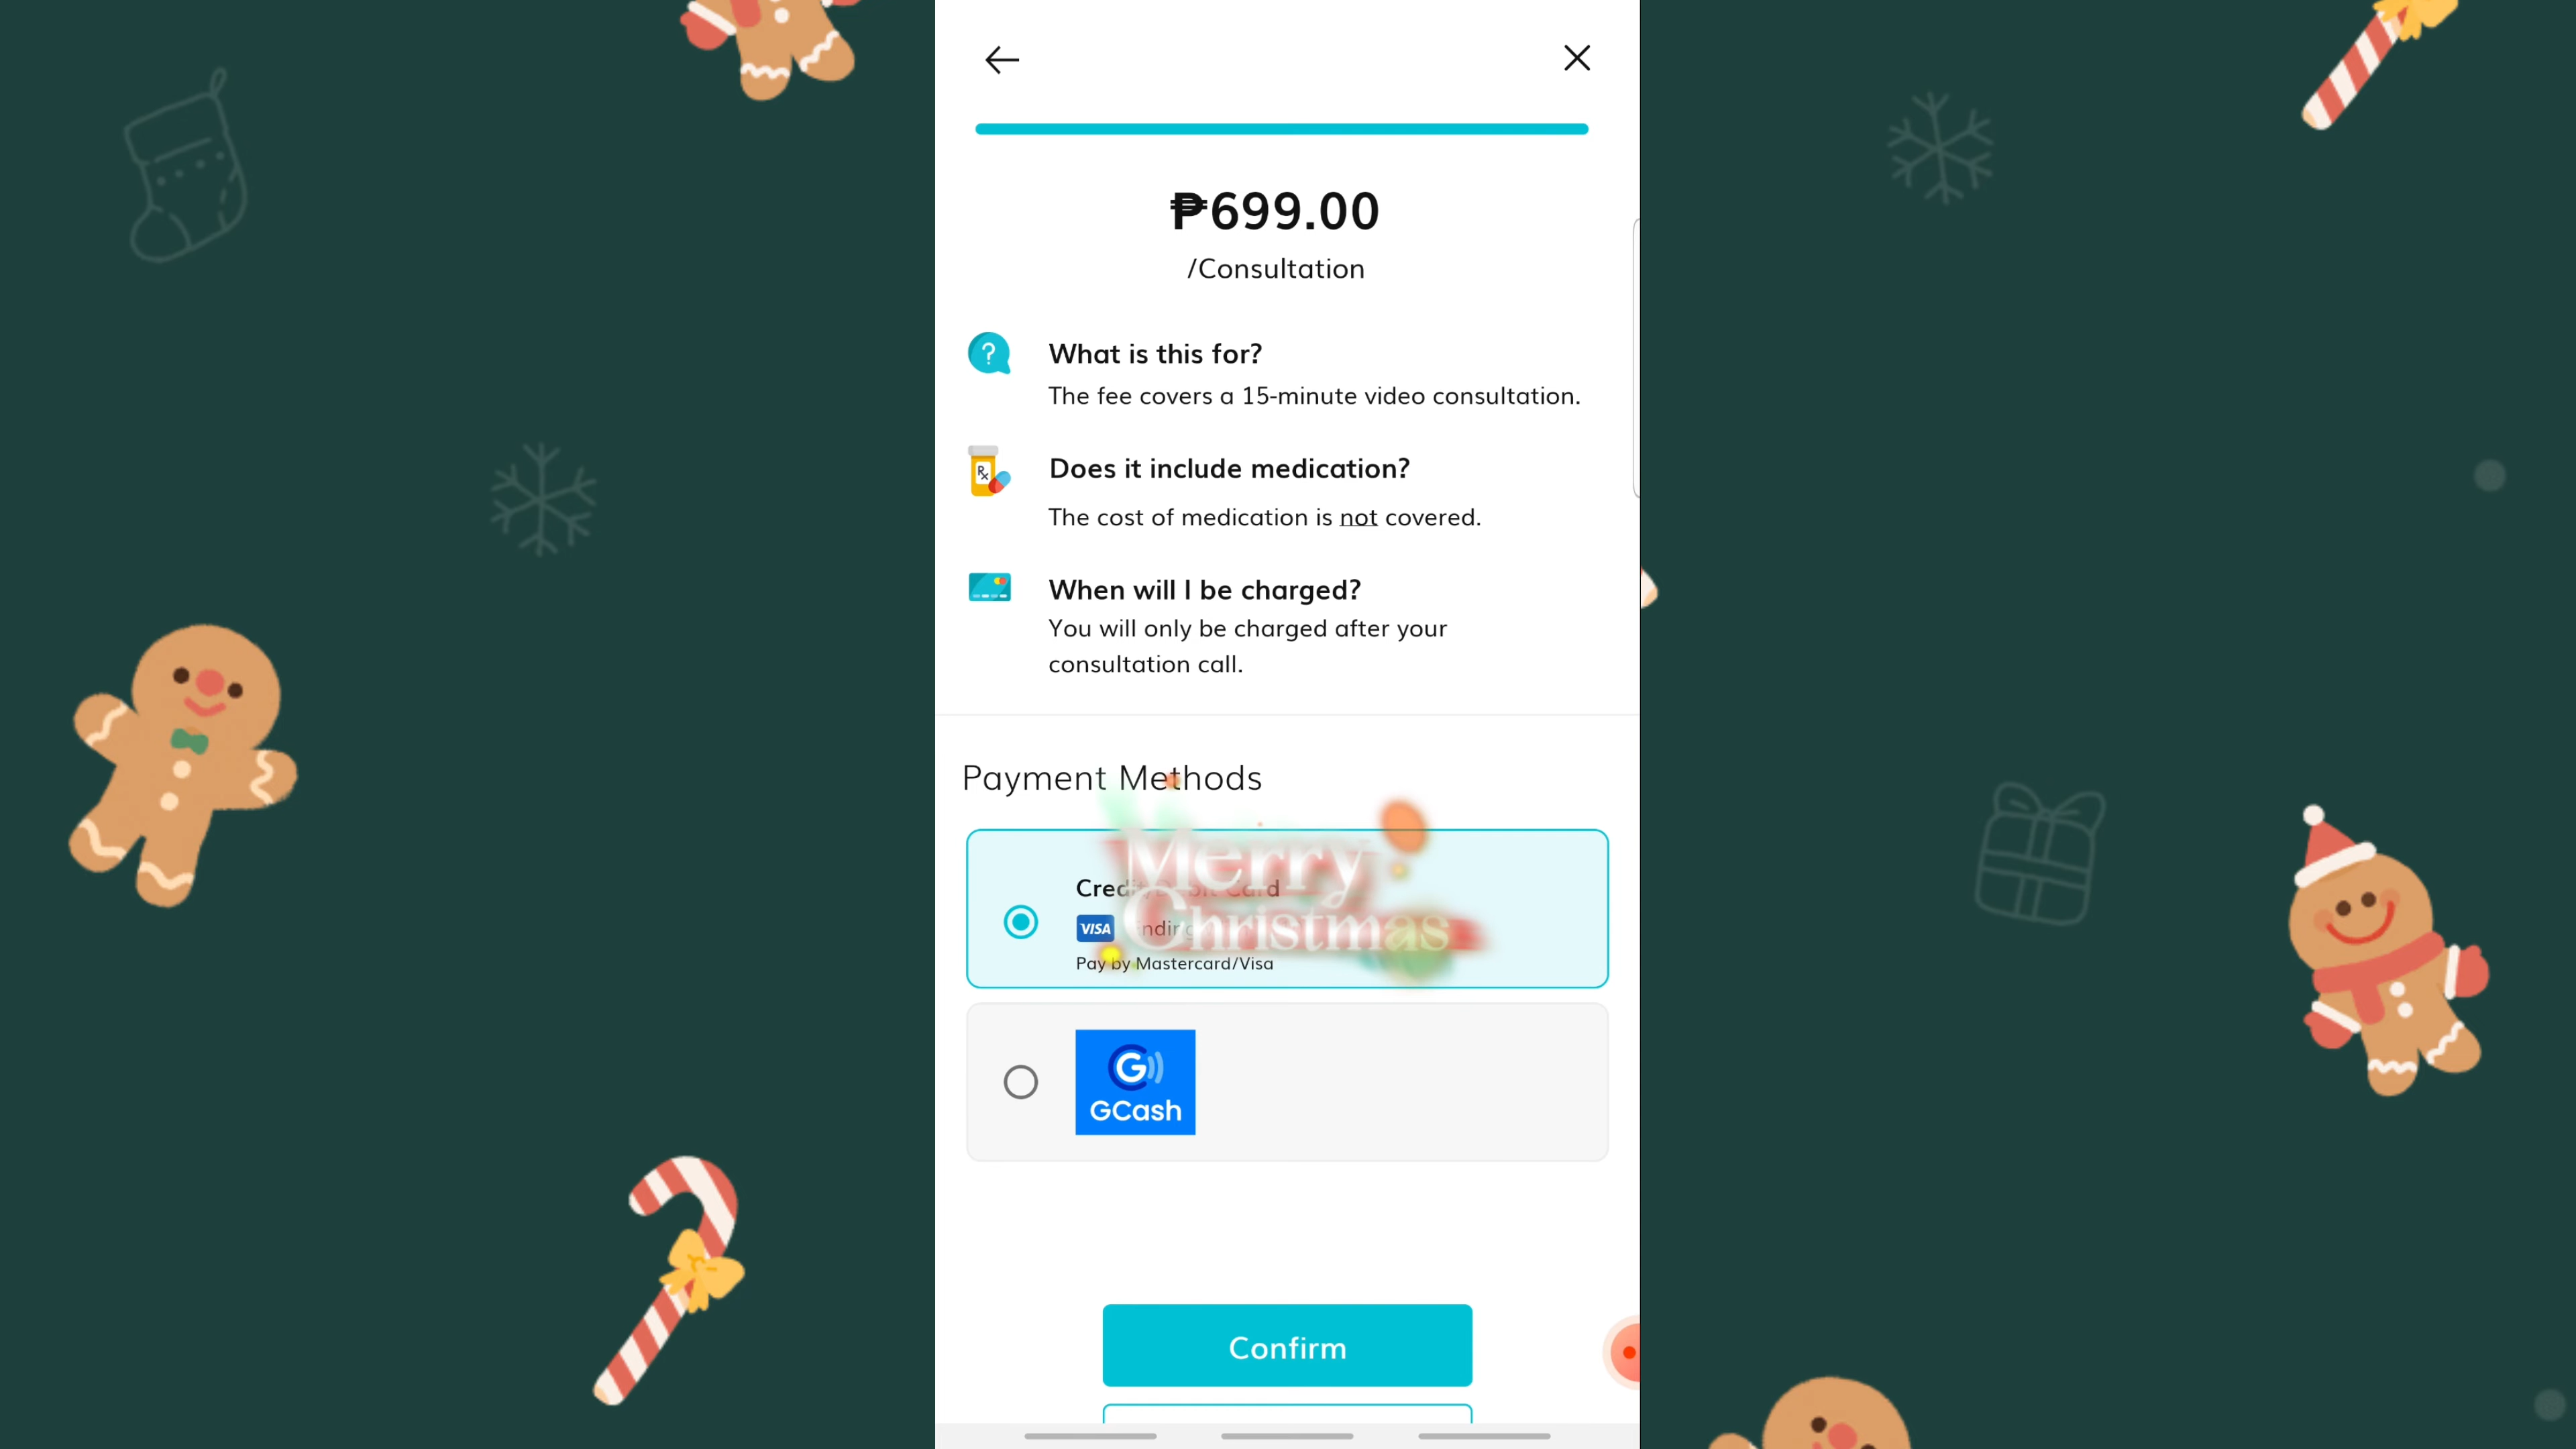 ₱699.00
/Consultation
?
What is this for?
The fee covers a 15-minute video consultation.
Rx
Does it include medication?
The cost of medication is not covered.
When will I be charged?
You will only be charged after your
consultation call.
Payment Methods
Merry
Christmas
Credit/Debit Card
VISA
Pay by Mastercard/Visa
G
GCash
Confirm